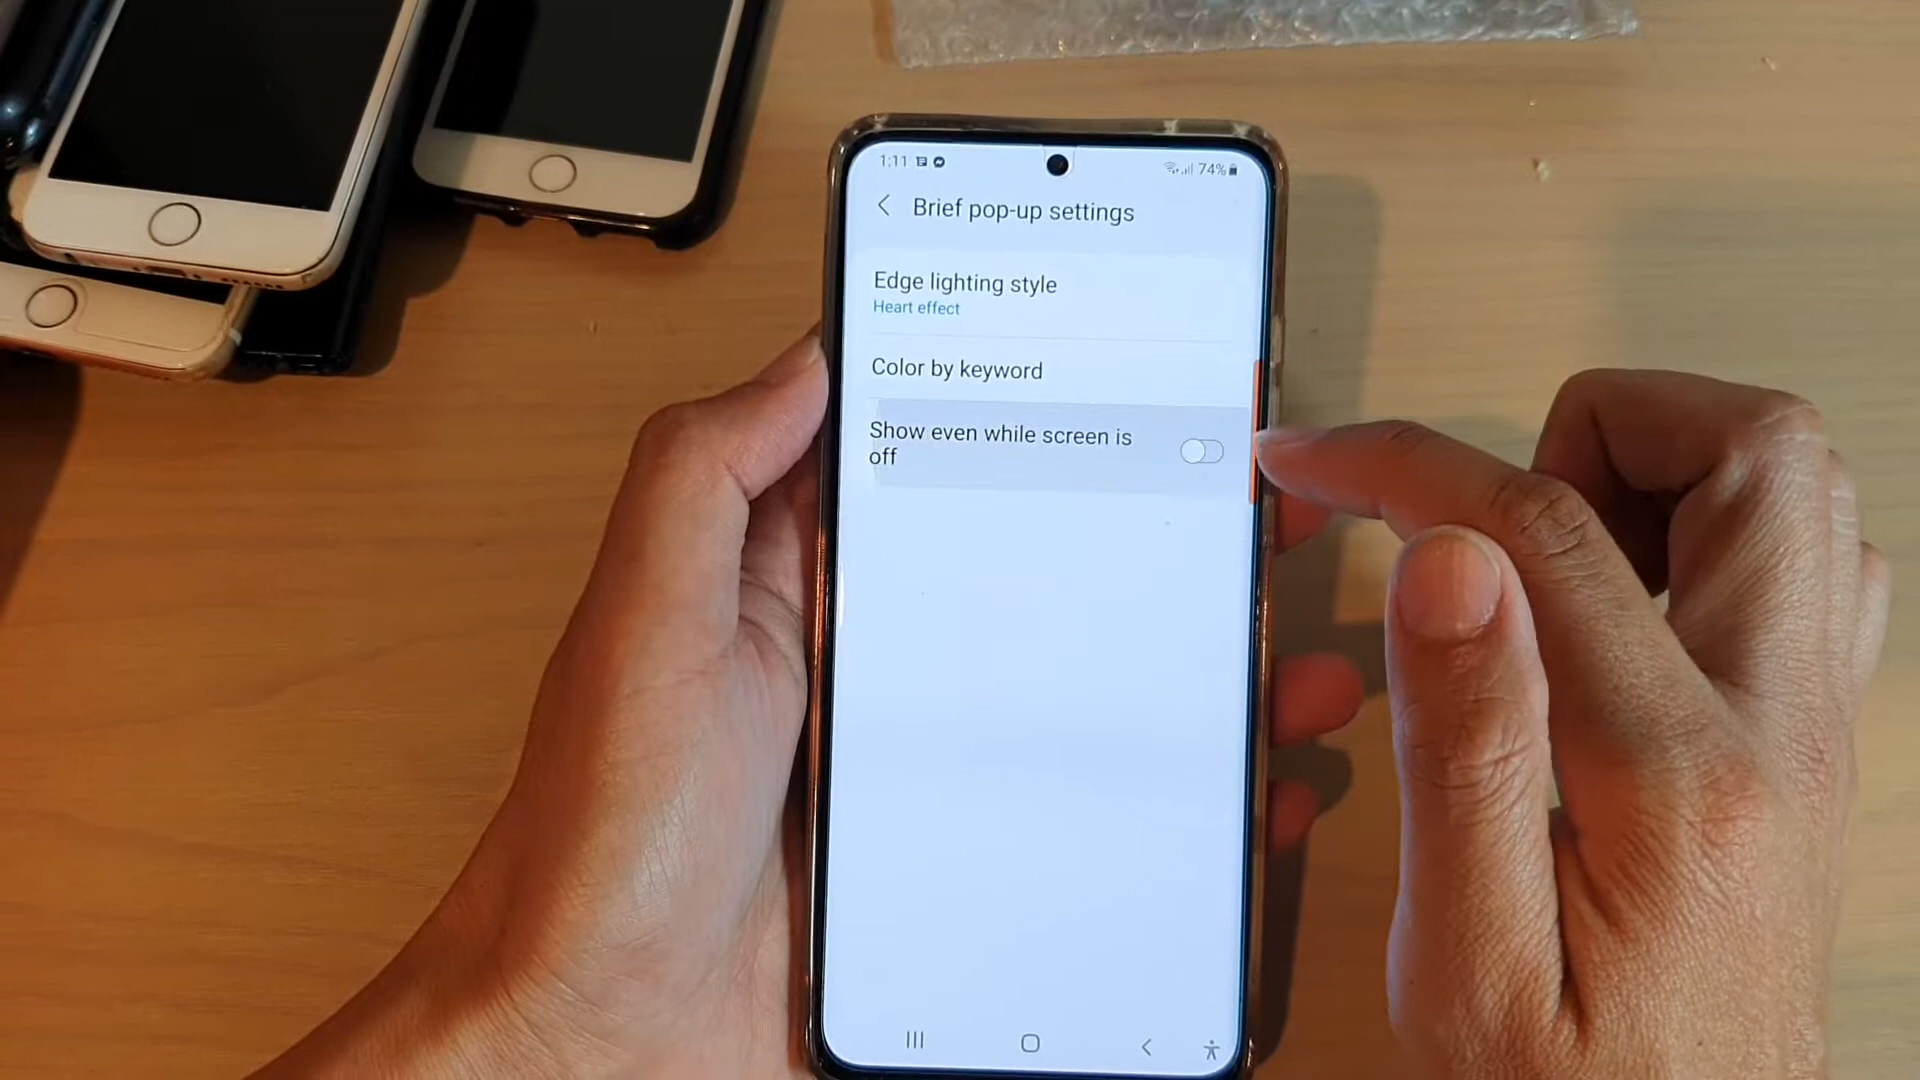 1:11
74%
Brief pop-up settings
Edge lighting style
Heart effect
Color by keyword
Show even while screen is
off